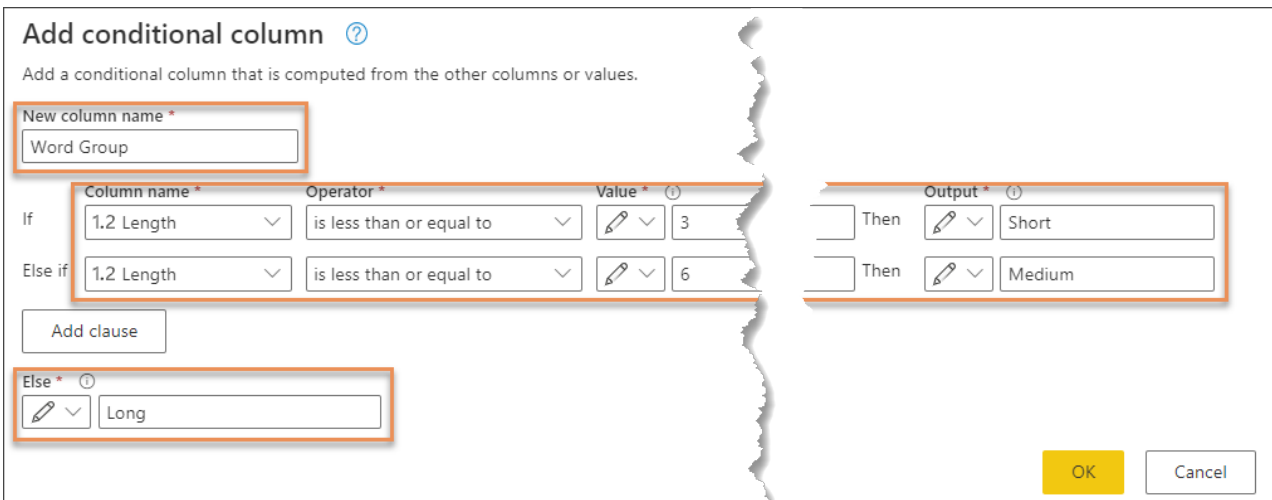 Add conditional column
Add a conditional column that is computed from the other columns or values.
New column name *
Word Group
Column name * Operator * Value * Output *
If 1.2 Length is less than or equal to 3 Then Short
Else if 1.2 Length is less than or equal to 6 Then Medium
Add clause
Else *
Long
OK Cancel